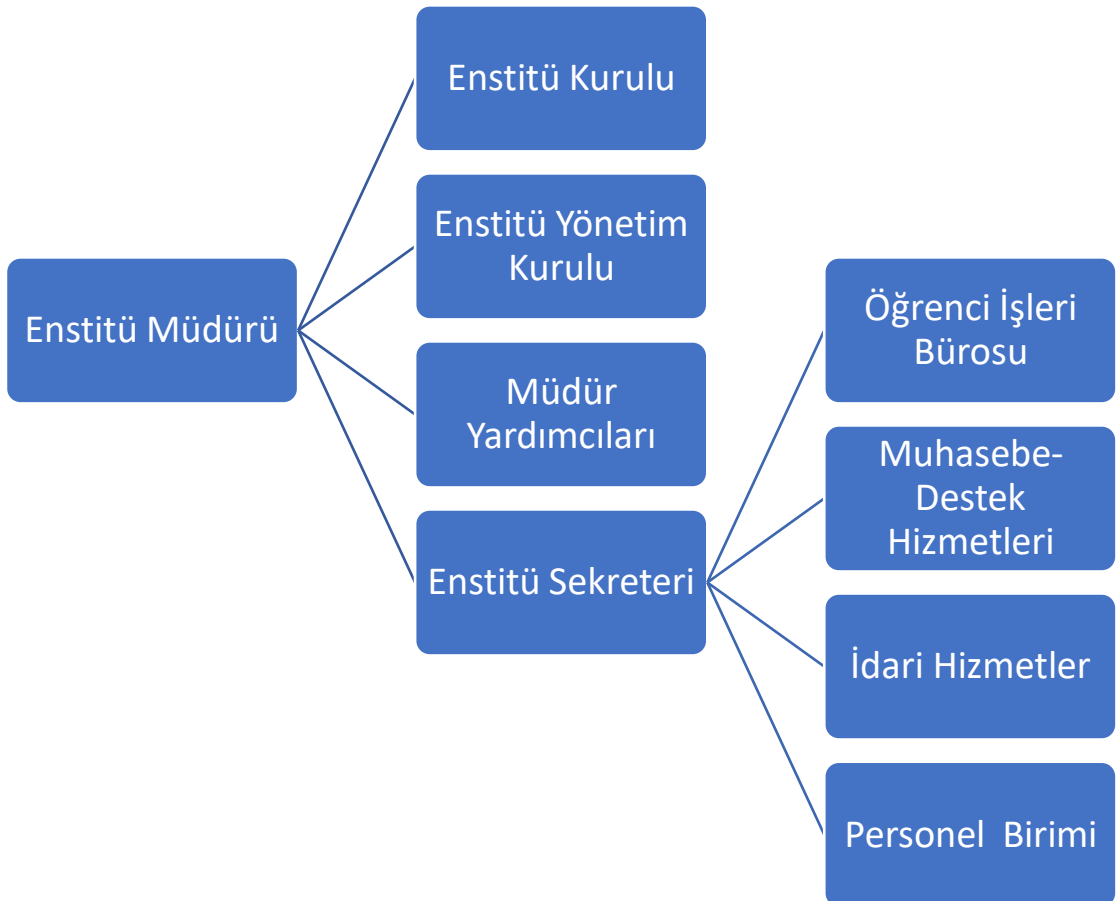 Enstitü Müdürü
Enstitü Kurulu
Enstitü Yönetim
Kurulu
Müdür
Yardımcıları
Enstitü Sekreteri
Öğrenci İşleri
Bürosu
Muhasebe-
Destek
Hizmetleri
İdari Hizmetler
Personel  Birimi